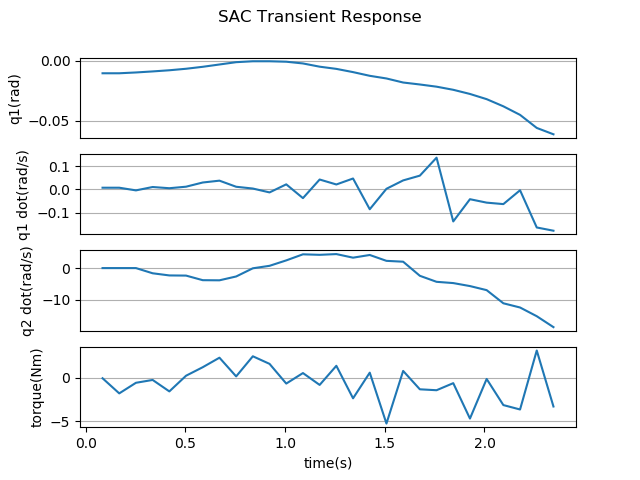 SAC Transient Response
0.00
−0.05
q1(rad)
0.1
0.0
−0.1
q1 dot(rad/s)
0
−10
q2 dot(rad/s)
0
−5
torque(Nm)
0.0 0.5 1.0 1.5 2.0
time(s)